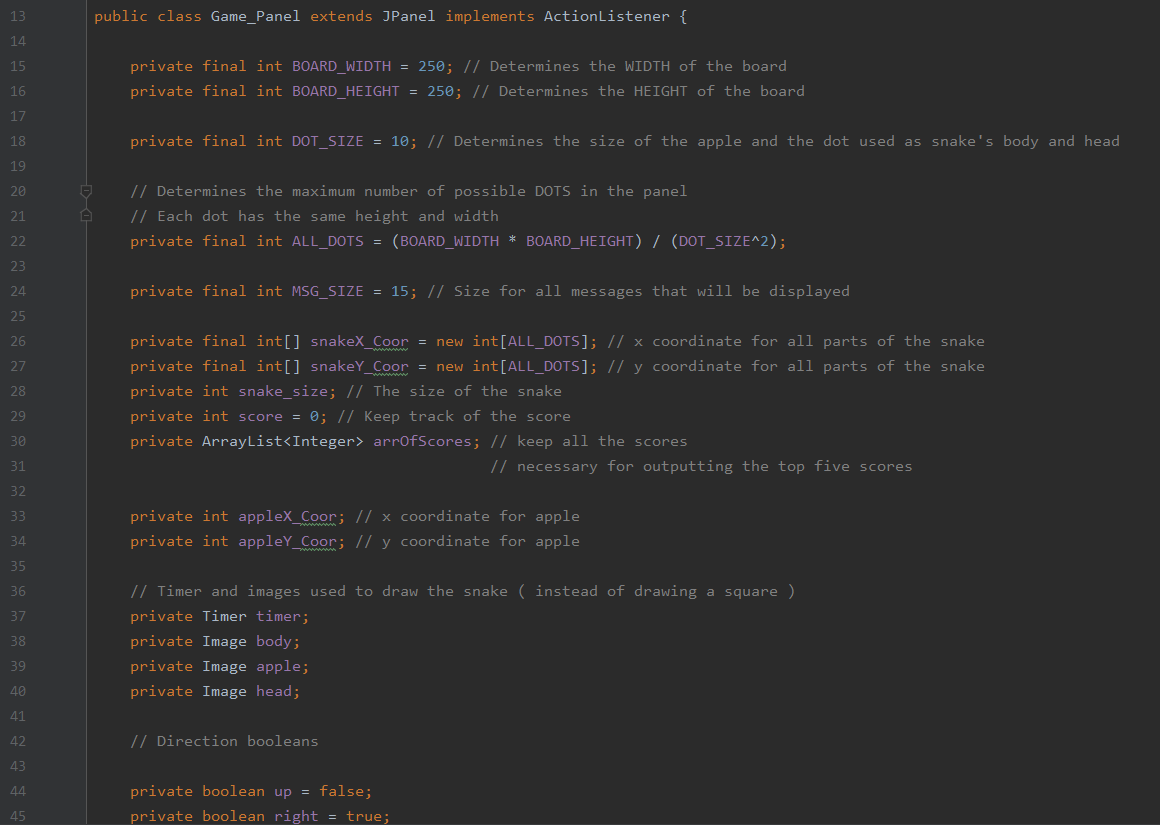 13 public class Game_Panel extends JPanel implements ActionListener {
14
15 private final int BOARD_WIDTH = 250; // Determines the WIDTH of the board
16 private final int BOARD_HEIGHT = 250; // Determines the HEIGHT of the board
17
18 private final int DOT_SIZE = 10; // Determines the size of the apple and the dot used as snake's body and head
19
20 // Determines the maximum number of possible DOTS in the panel
21 // Each dot has the same height and width
22 private final int ALL_DOTS = (BOARD_WIDTH * BOARD_HEIGHT) / (DOT_SIZE^2);
23
24 private final int MSG_SIZE = 15; // Size for all messages that will be displayed
25
26 private final int[] snakeX_Coor = new int[ALL_DOTS]; // x coordinate for all parts of the snake
27 private final int[] snakeY_Coor = new int[ALL_DOTS]; // y coordinate for all parts of the snake
28 private int snake_size; // The size of the snake
29 private int score = 0; // Keep track of the score
30 private ArrayList<Integer> arrOfScores; // keep all the scores
31 // necessary for outputting the top five scores
32
33 private int appleX_Coor; // x coordinate for apple
34 private int appleY_Coor; // y coordinate for apple
35
36 // Timer and images used to draw the snake ( instead of drawing a square )
37 private Timer timer;
38 private Image body;
39 private Image apple;
40 private Image head;
41
42 // Direction booleans
43
44 private boolean up = false;
45 private boolean right = true;